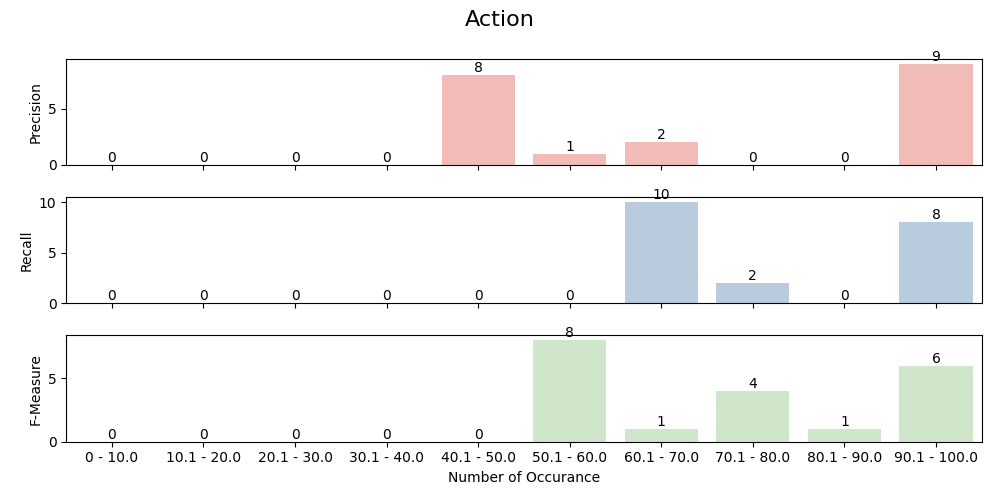 Action
Precision
5
0
0 0 0 0 8 1 2 0 0 9
Recall
10
5
0
0 0 0 0 0 0 10 2 0 8
F-Measure
5
0
0 0 0 0 0 8 1 4 1 6
0 - 10.0 10.1 - 20.0 20.1 - 30.0 30.1 - 40.0 40.1 - 50.0 50.1 - 60.0 60.1 - 70.0 70.1 - 80.0 80.1 - 90.0 90.1 - 100.0
Number of Occurance